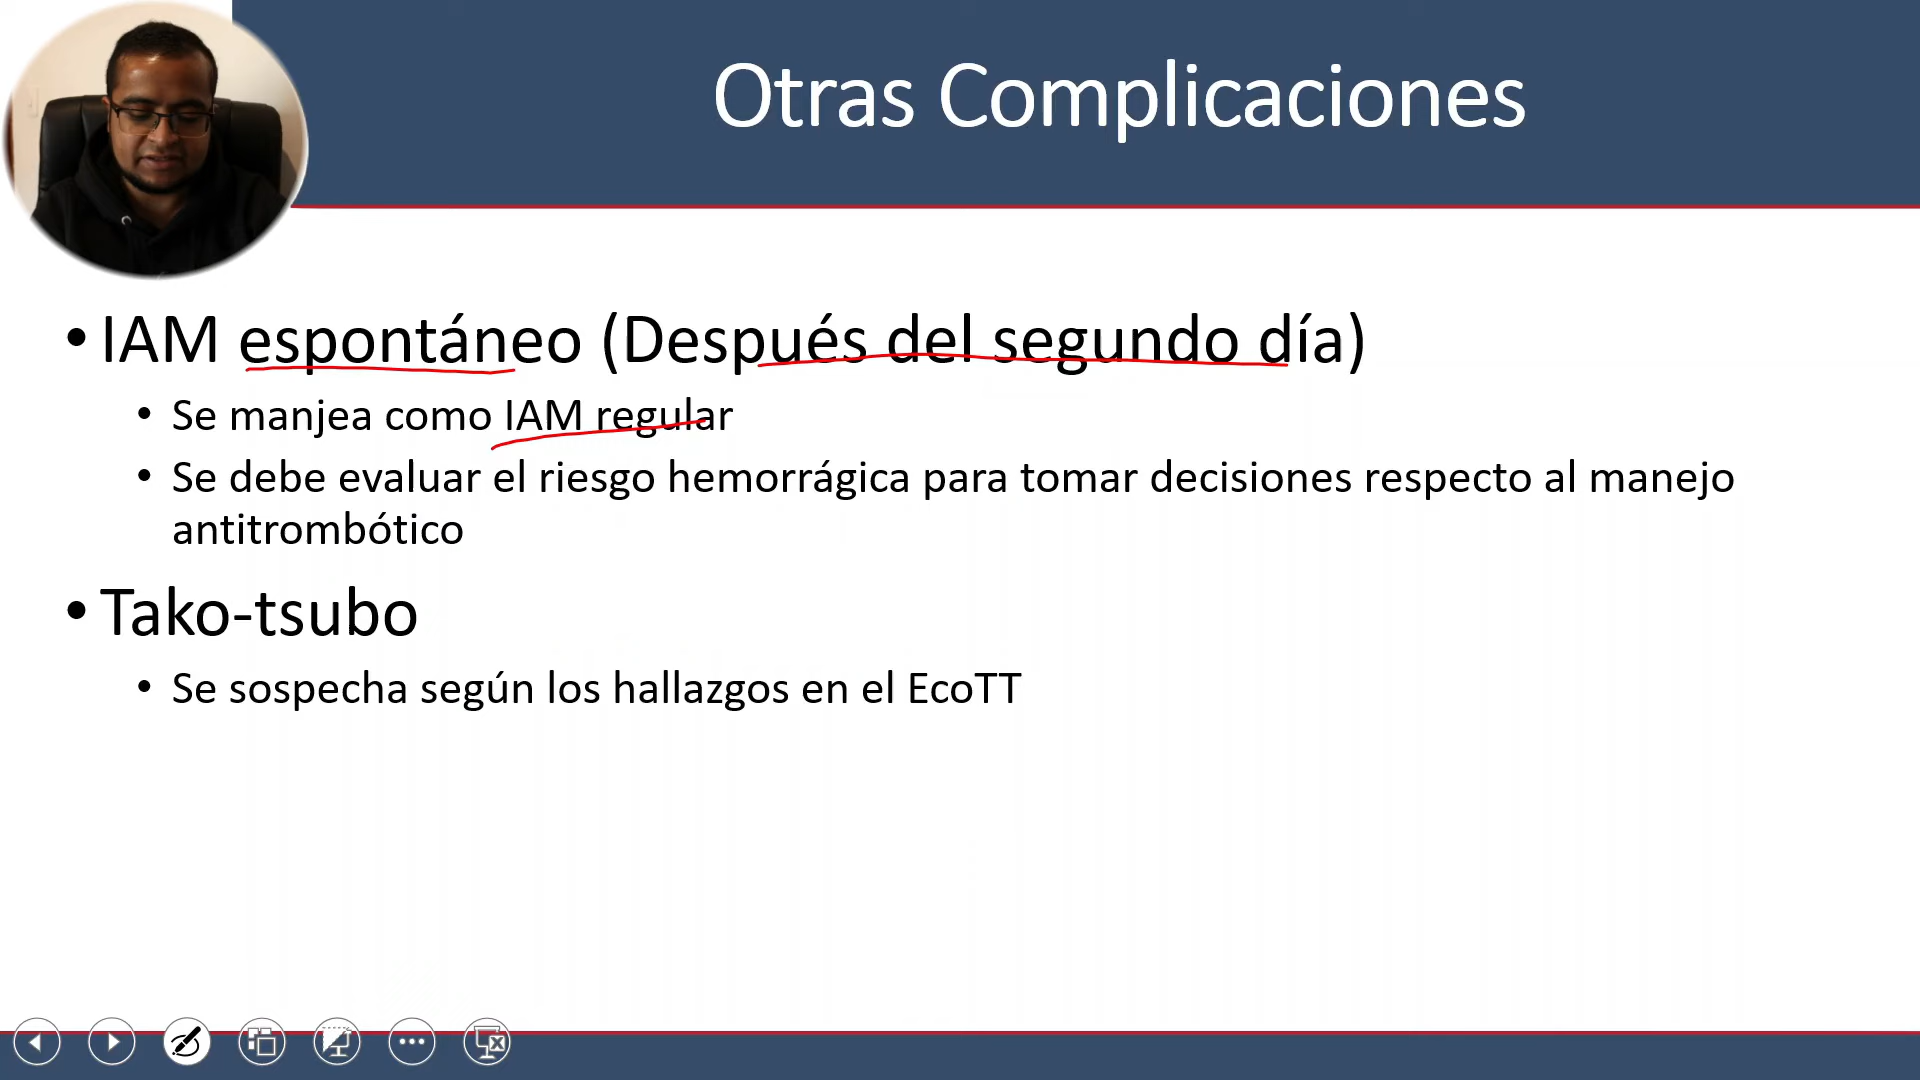 Otras Complicaciones
• IAM espontáneo (Después del segundo día)
• Se manjea como IAM regular
• Se debe evaluar el riesgo hemorrágica para tomar decisiones respecto al manejo
antitrombótico
• Tako-tsubo
• Se sospecha según los hallazgos en el EcoTT